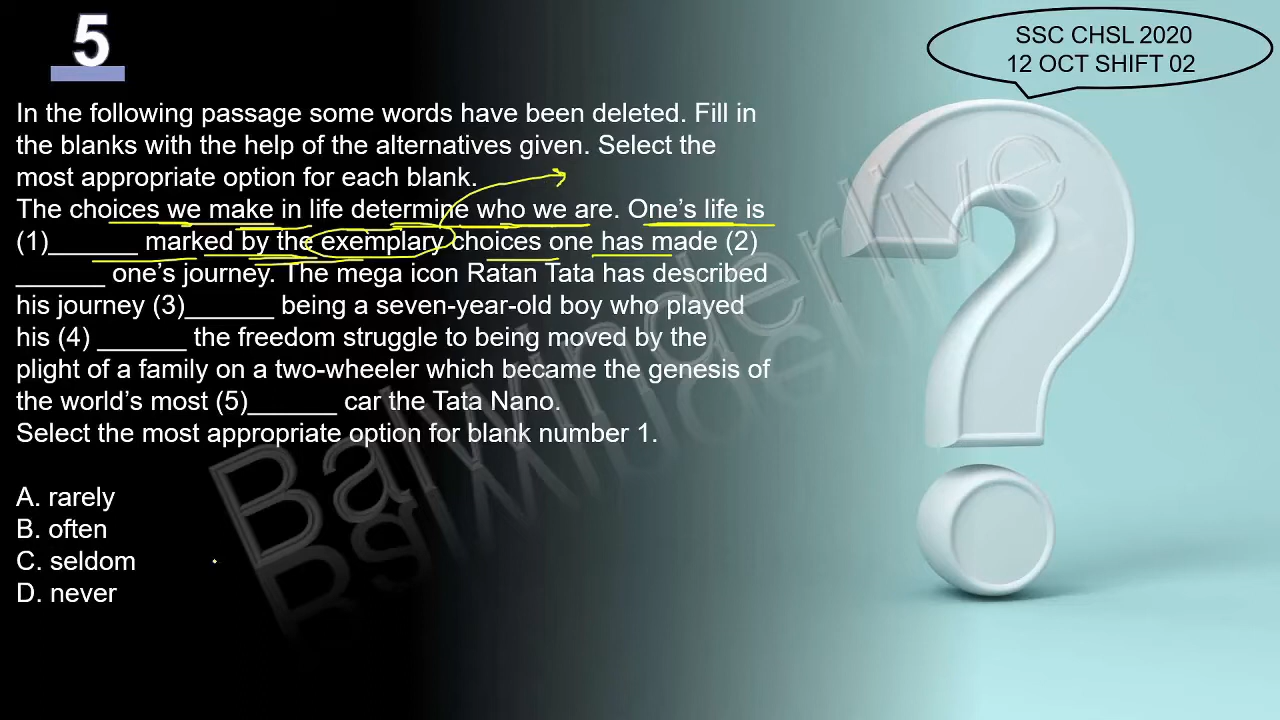 5
SSC CHSL 2020
12 OCT SHIFT 02
In the following passage some words have been deleted. Fill in
the blanks with the help of the alternatives given. Select the
most appropriate option for each blank.
The choices we make in life determine who we are. One's life is
(1)______ marked by the exemplary choices one has made (2)
______ one's journey. The mega icon Ratan Tata has described
his journey (3)______ being a seven-year-old boy who played
his (4) ______ the freedom struggle to being moved by the
plight of a family on a two-wheeler which became the genesis of
the world's most (5)______ car the Tata Nano.
Select the most appropriate option for blank number 1.
A. rarely
B. often
C. seldom
D. never
Balwinderlive